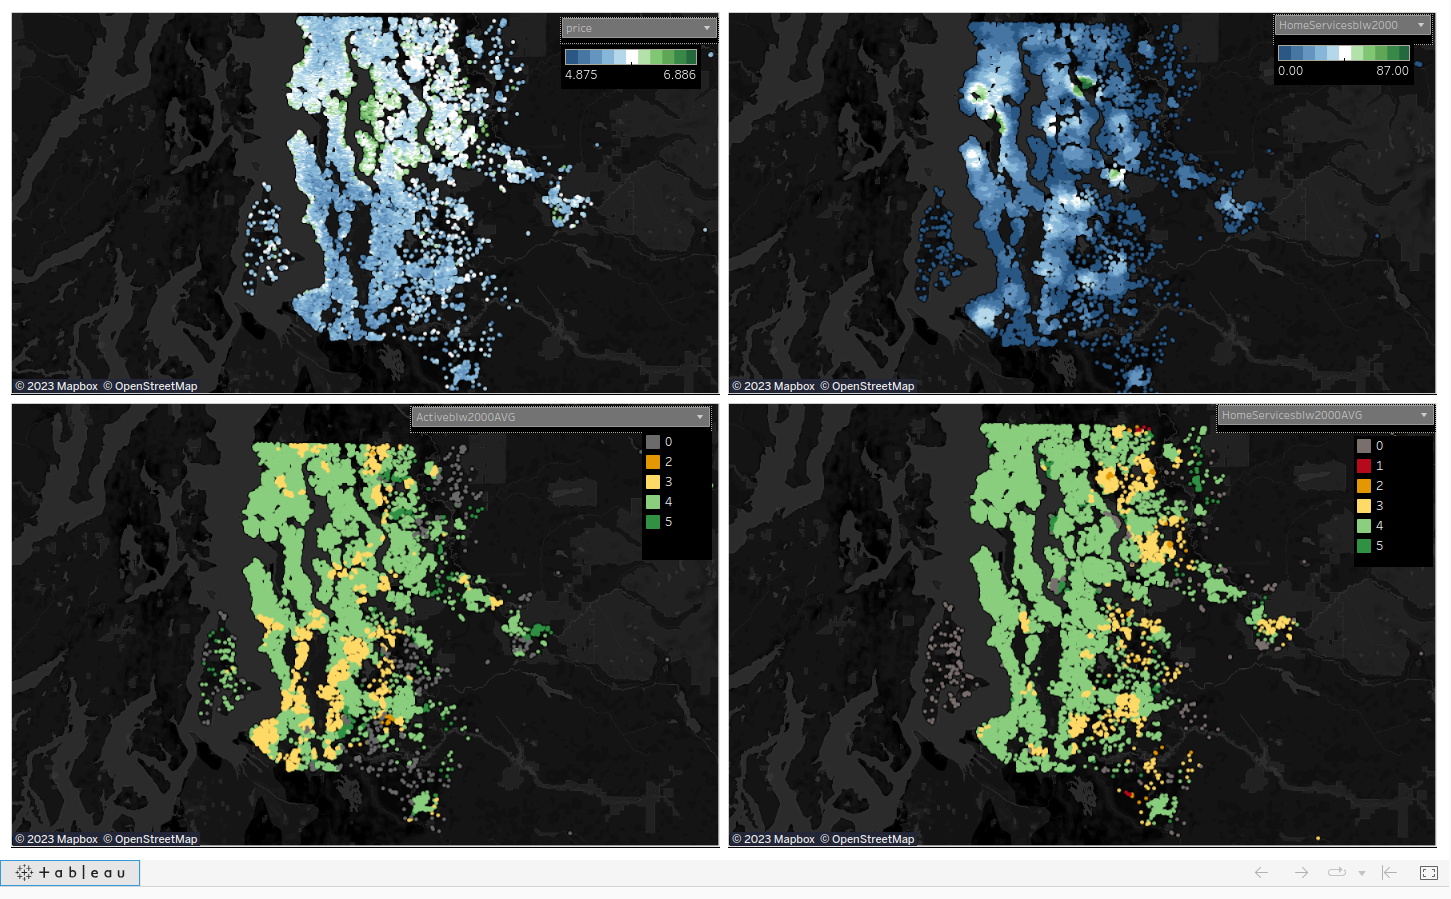 price
4.875 6.886
© 2023 Mapbox © OpenStreetMap
HomeServicesblw2000
0.00 87.00
© 2023 Mapbox © OpenStreetMap
Activeblw2000AVG
0
2
3
4
5
© 2023 Mapbox © OpenStreetMap
HomeServicesblw2000AVG
0
1
2
3
4
5
© 2023 Mapbox © OpenStreetMap
tableau